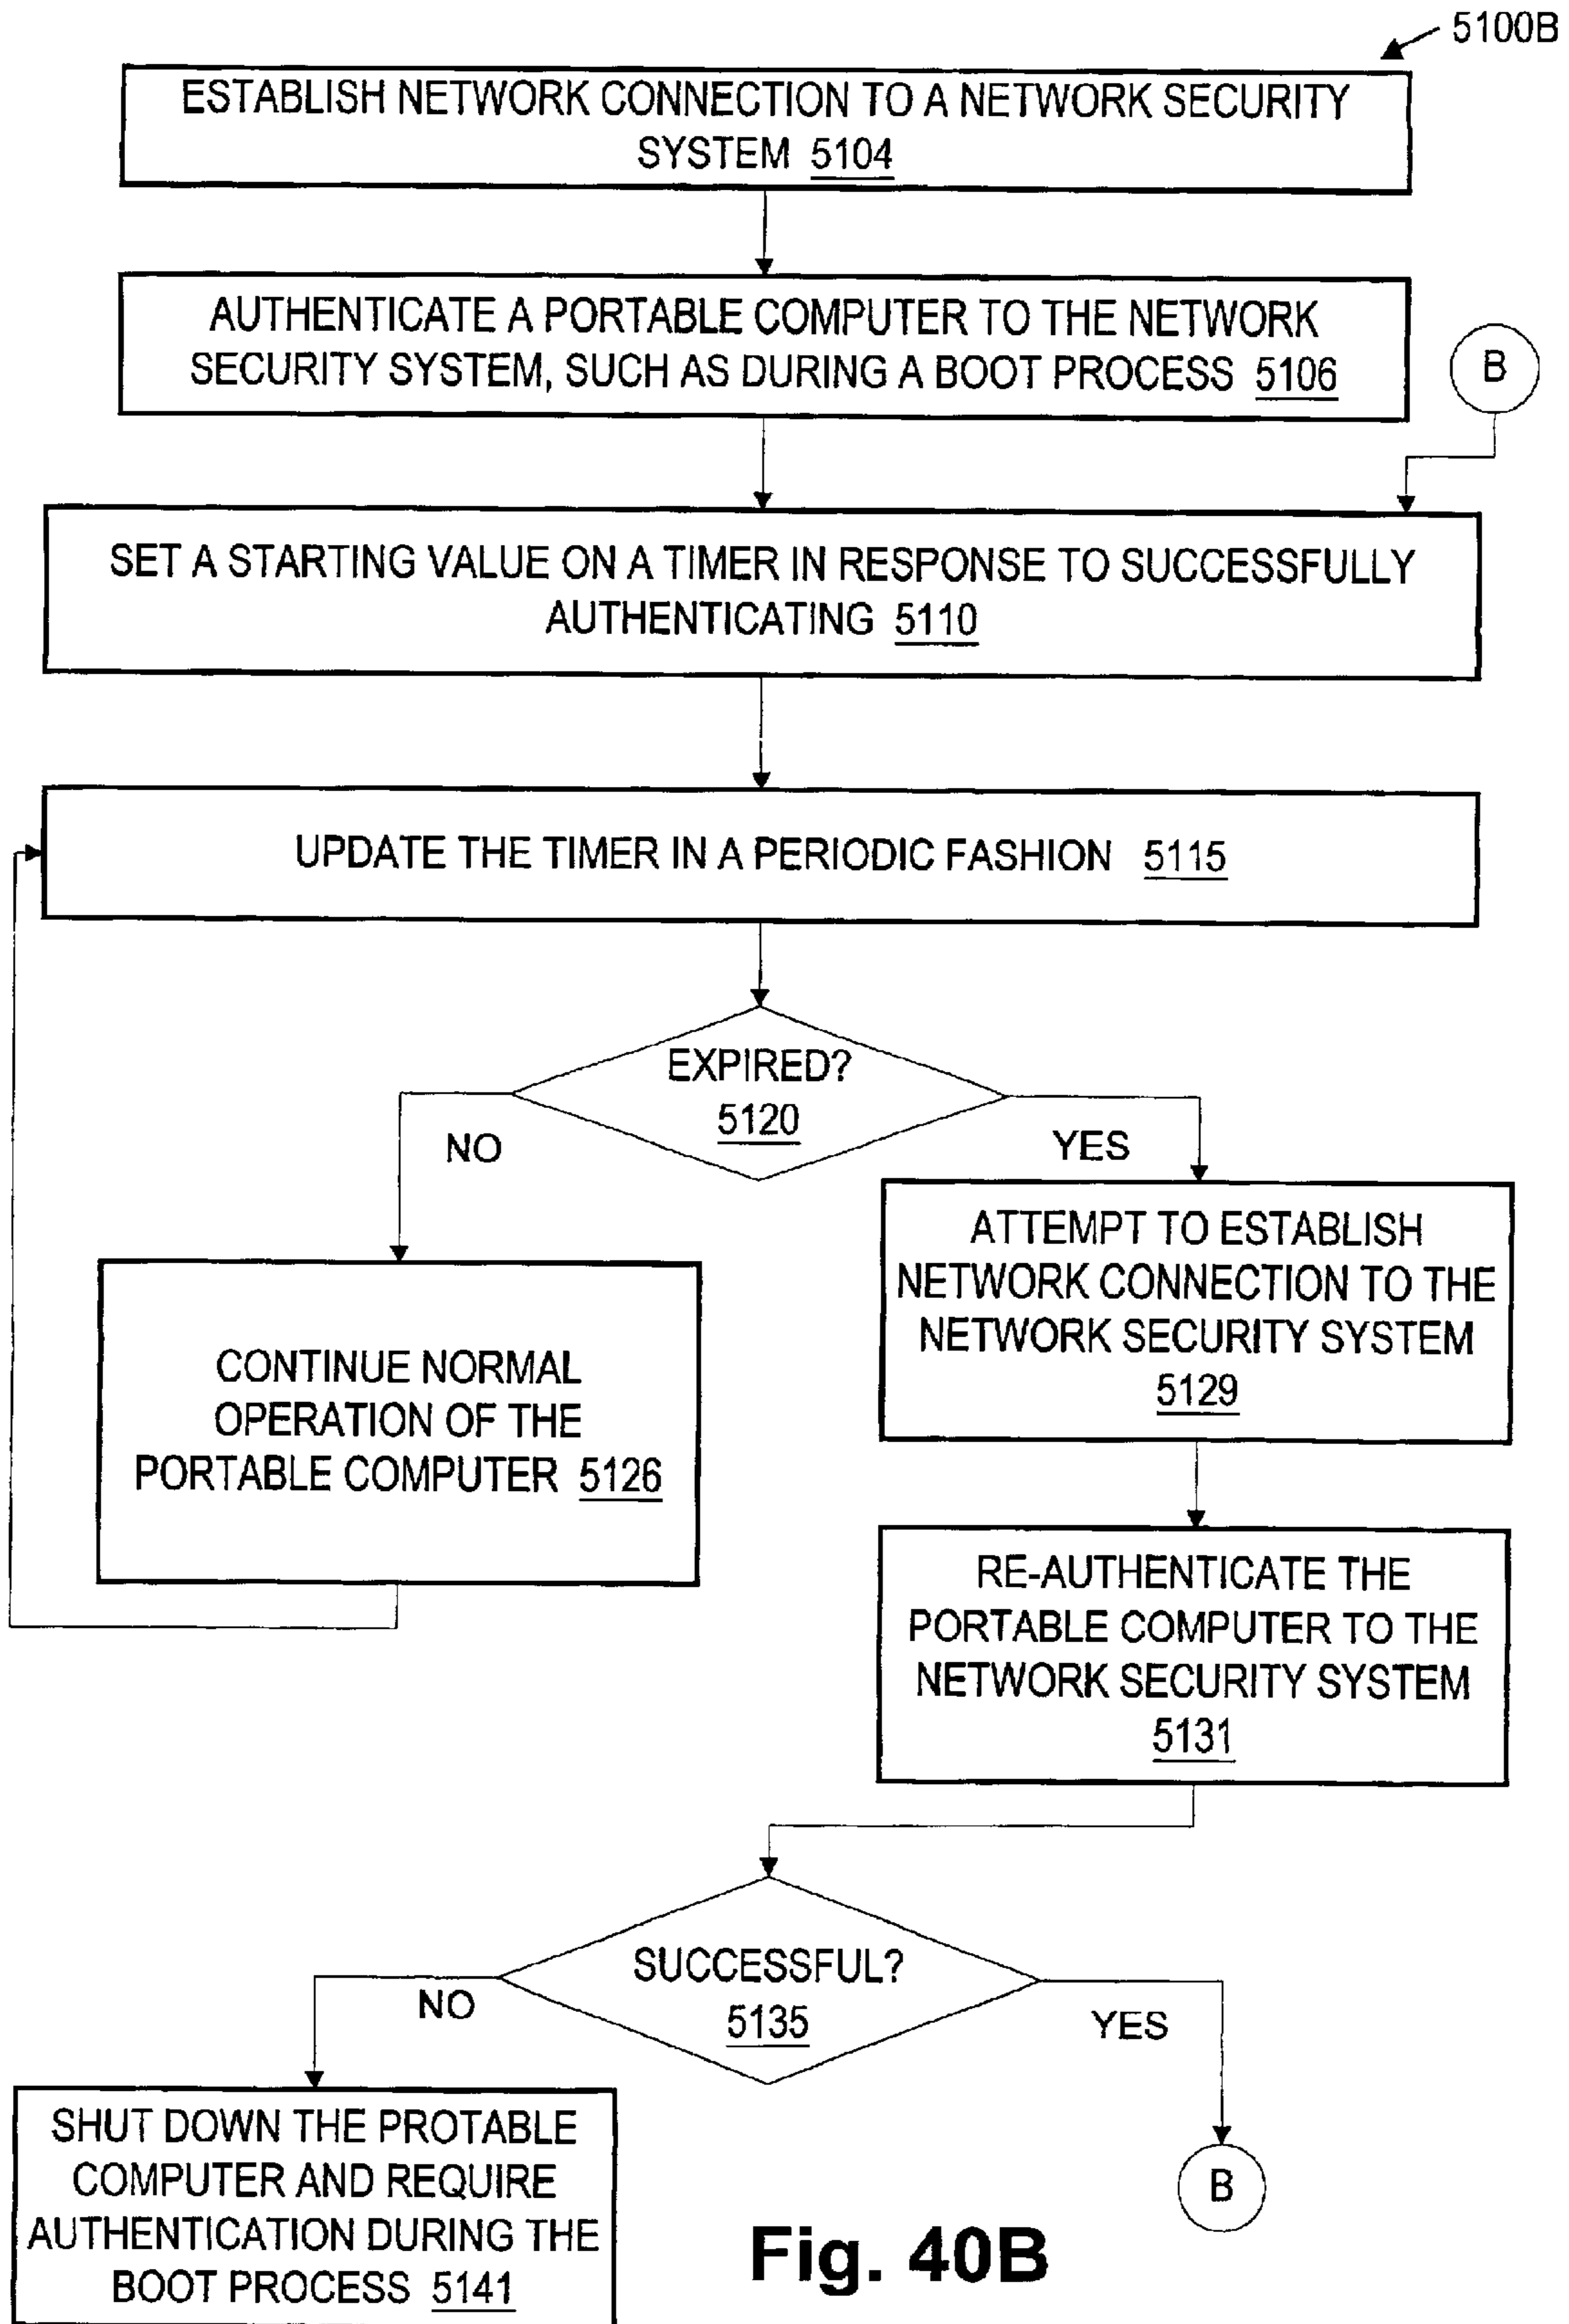 5100B
ESTABLISH NETWORK CONNECTION TO A NETWORK SECURITY
SYSTEM 5104
AUTHENTICATE A PORTABLE COMPUTER TO THE NETWORK
SECURITY SYSTEM, SUCH AS DURING A BOOT PROCESS 5106
B
SET A STARTING VALUE ON A TIMER IN RESPONSE TO SUCCESSFULLY
AUTHENTICATING 5110
UPDATE THE TIMER IN A PERIODIC FASHION 5115
EXPIRED?
5120
NO
YES
CONTINUE NORMAL
OPERATION OF THE
PORTABLE COMPUTER 5126
ATTEMPT TO ESTABLISH
NETWORK CONNECTION TO THE
NETWORK SECURITY SYSTEM
5129
RE-AUTHENTICATE THE
PORTABLE COMPUTER TO THE
NETWORK SECURITY SYSTEM
5131
SUCCESSFUL?
5135
NO
YES
SHUT DOWN THE PROTABLE
COMPUTER AND REQUIRE
AUTHENTICATION DURING THE
BOOT PROCESS 5141
B
Fig. 40B